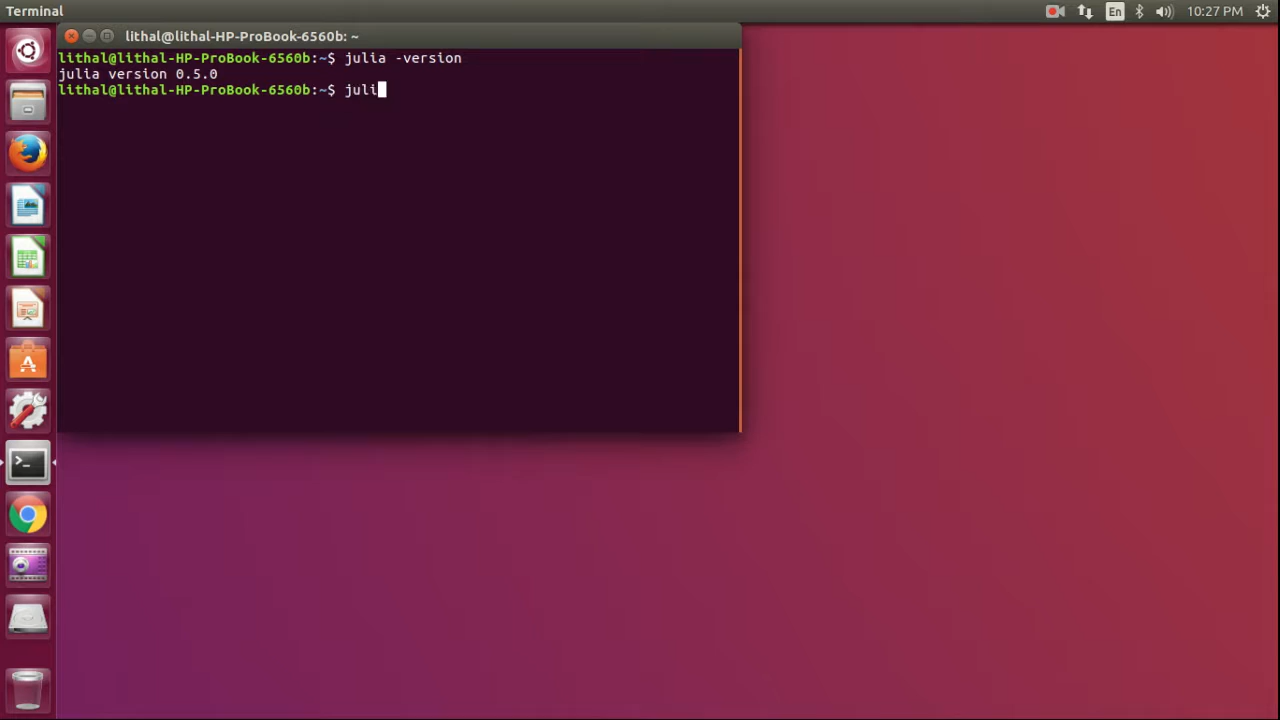 Terminal
En
10:27 PM
lithal@lithal-HP-ProBook-6560b: ~
lithal@lithal-HP-ProBook-6560b:~$ julia -version
julia version 0.5.0
lithal@lithal-HP-ProBook-6560b:~$ juli